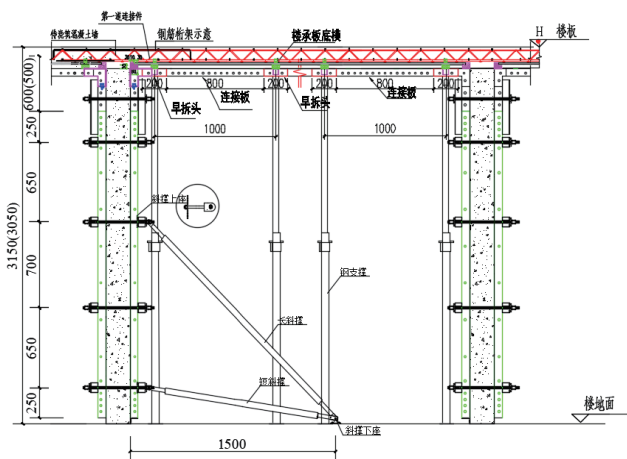 第一道连接件
待浇筑混凝土墙
钢筋桁架示意
楼承板底模
H 楼板
200 800 200 200 800 200
早拆头 连接板 早拆头 连接板
1000 1000
600(500)
250
650
700
650
250
3150(3050)
斜撑上座
钢支撑
长斜撑
短斜撑
斜撑下座
楼地面
1500